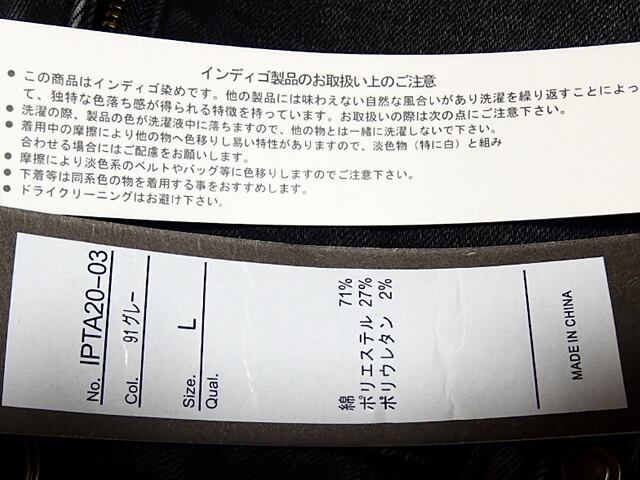 インディゴ製品のお取扱い上のご注意
● この商品はインディゴ染めです。他の製品には味わえない自然な風合いがあり洗濯を繰り返すことによっ
て、独特な色落ち感が得られる特徴を持っています。お取扱いの際は次の点にご注意下さい。
● 洗濯の際、製品の色が洗濯液中に落ちますので、他の物とは一緒に洗濯しないで下さい。
● 着用中の摩擦により他の物へ色移りし易い特性がありますので、淡色物（特に白）と組み
合わせる場合にはご配慮をお願いします。
● 摩擦により淡色系のベルトやバッグ等に色移りしますのでご注意下さい。
● 下着等は同系色の物を着用する事をおすすめします。
● ドライクリーニングはお避け下さい。
No. IPTA20-03
Col. 91グレー
Size. L
Qual.
綿 71%
ポリエステル 27%
ポリウレタン 2%
MADE IN CHINA